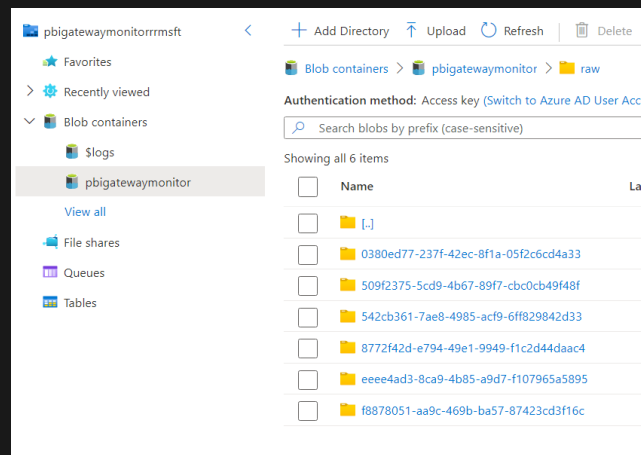 pbigatewaymonitorrrmsft
Favorites
Recently viewed
Blob containers
$logs
pbigatewaymonitor
View all
File shares
Queues
Tables
Add Directory Upload Refresh Delete
Blob containers > pbigatewaymonitor > raw
Authentication method: Access key (Switch to Azure AD User Acc
Search blobs by prefix (case-sensitive)
Showing all 6 items
Name La
[..]
0380ed77-237f-42ec-8f1a-05f2c6cd4a33
509f2375-5cd9-4b67-89f7-cbc0cb49f48f
542cb361-7ae8-4985-acf9-6ff829842d33
8772f42d-e794-49e1-9949-f1c2d44daac4
eeee4ad3-8ca9-4b85-a9d7-f107965a5895
f8878051-aa9c-469b-ba57-87423cd3f16c